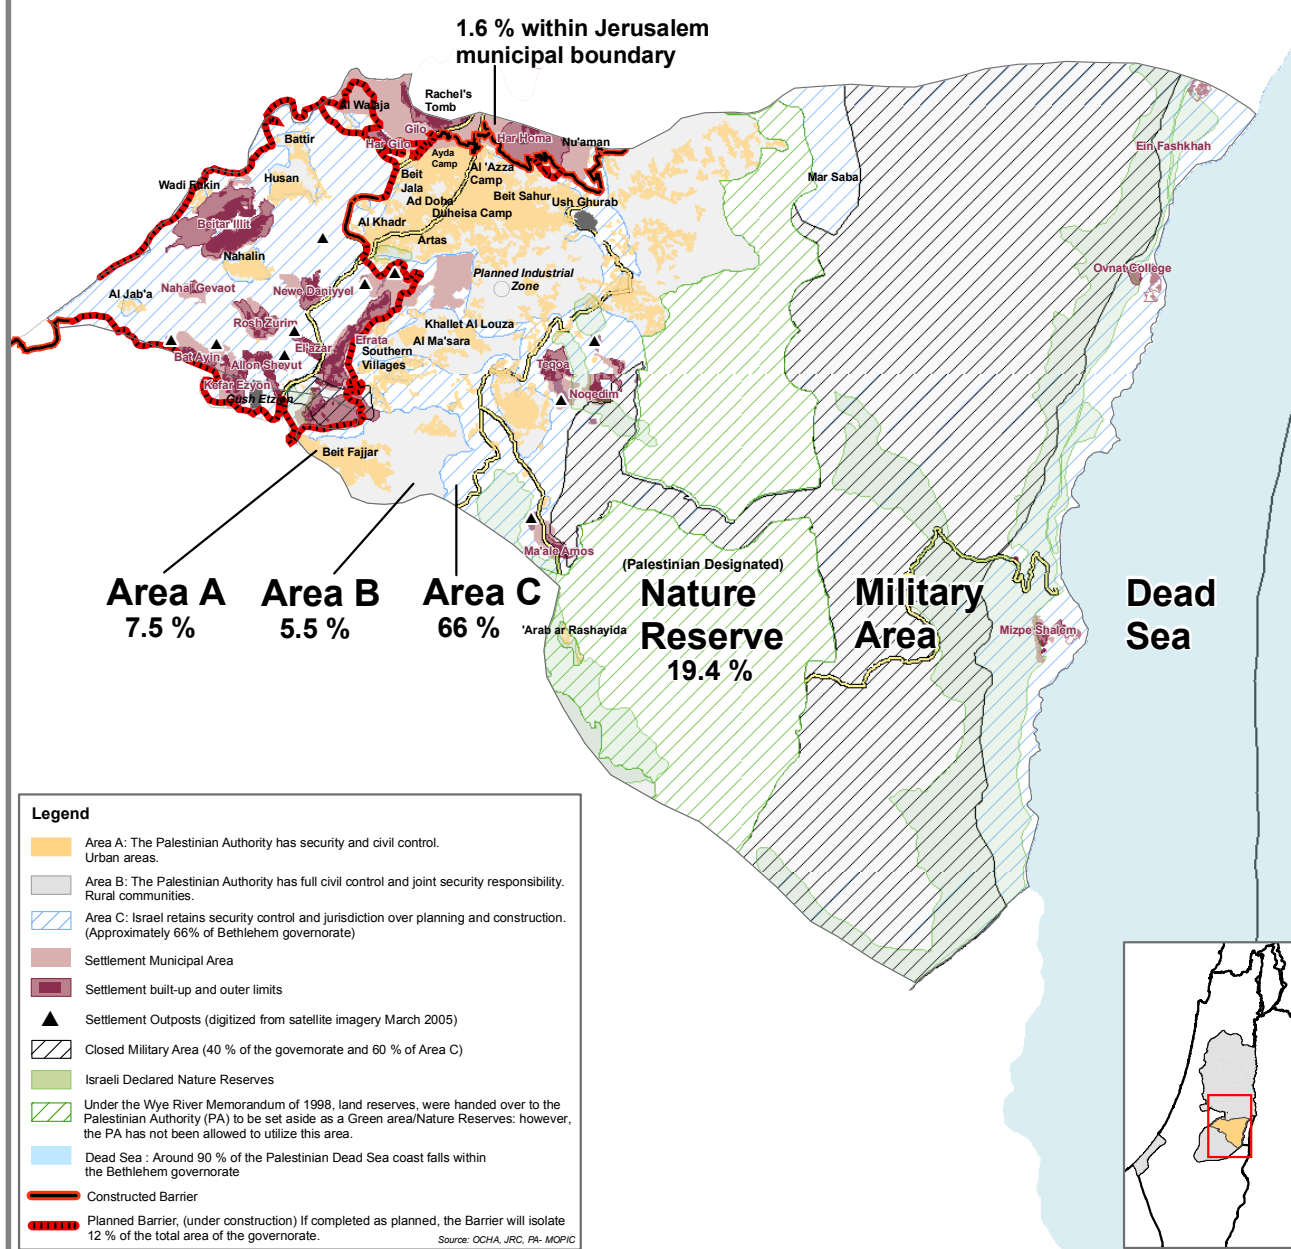 1.6 % within Jerusalem
municipal boundary
Rachel's
Tomb
Al Walaja
Gilo
Har Gilo
Har Homa
Nu'aman
Battir
Ayda
Camp
Al 'Azza
Camp
Beit
Jala
Husan
Wadi Fukin
Beitar Illit
Ad Doha
Beit Sahur
Ush Ghurab
Duheisa Camp
Al Khadr
Artas
Nahalin
Mar Saba
Ein Fashkhah
Ovnat College
Planned Industrial
Zone
Nahal Gevaot
Newe Daniyyel
Al Jab'a
Rosh Zurim
Khallet Al Louza
Al Ma'sara
Efrata
El'azar
Southern
Villages
Bat Ayin
Allon Shevut
Kefar Ezyon
Gush Etzion
Teqoa
Noqedim
Beit Fajjar
Ma'ale Amos
Area A
7.5 %
Area B
5.5 %
Area C
66 %
'Arab ar Rashayida
(Palestinian Designated)
Nature
Reserve
19.4 %
Military
Area
Mizpe Shalem
Dead
Sea
Legend
Area A: The Palestinian Authority has security and civil control.
Urban areas.
Area B: The Palestinian Authority has full civil control and joint security responsibility.
Rural communities.
Area C: Israel retains security control and jurisdiction over planning and construction.
(Approximately 66% of Bethlehem governorate)
Settlement Municipal Area
Settlement built-up and outer limits
Settlement Outposts (digitized from satellite imagery March 2005)
Closed Military Area (40 % of the governorate and 60 % of Area C)
Israeli Declared Nature Reserves
Under the Wye River Memorandum of 1998, land reserves, were handed over to the
Palestinian Authority (PA) to be set aside as a Green area/Nature Reserves: however,
the PA has not been allowed to utilize this area.
Dead Sea : Around 90 % of the Palestinian Dead Sea coast falls within
the Bethlehem governorate
Constructed Barrier
Planned Barrier, (under construction) If completed as planned, the Barrier will isolate
12 % of the total area of the governorate.
Source: OCHA, JRC, PA- MOPIC